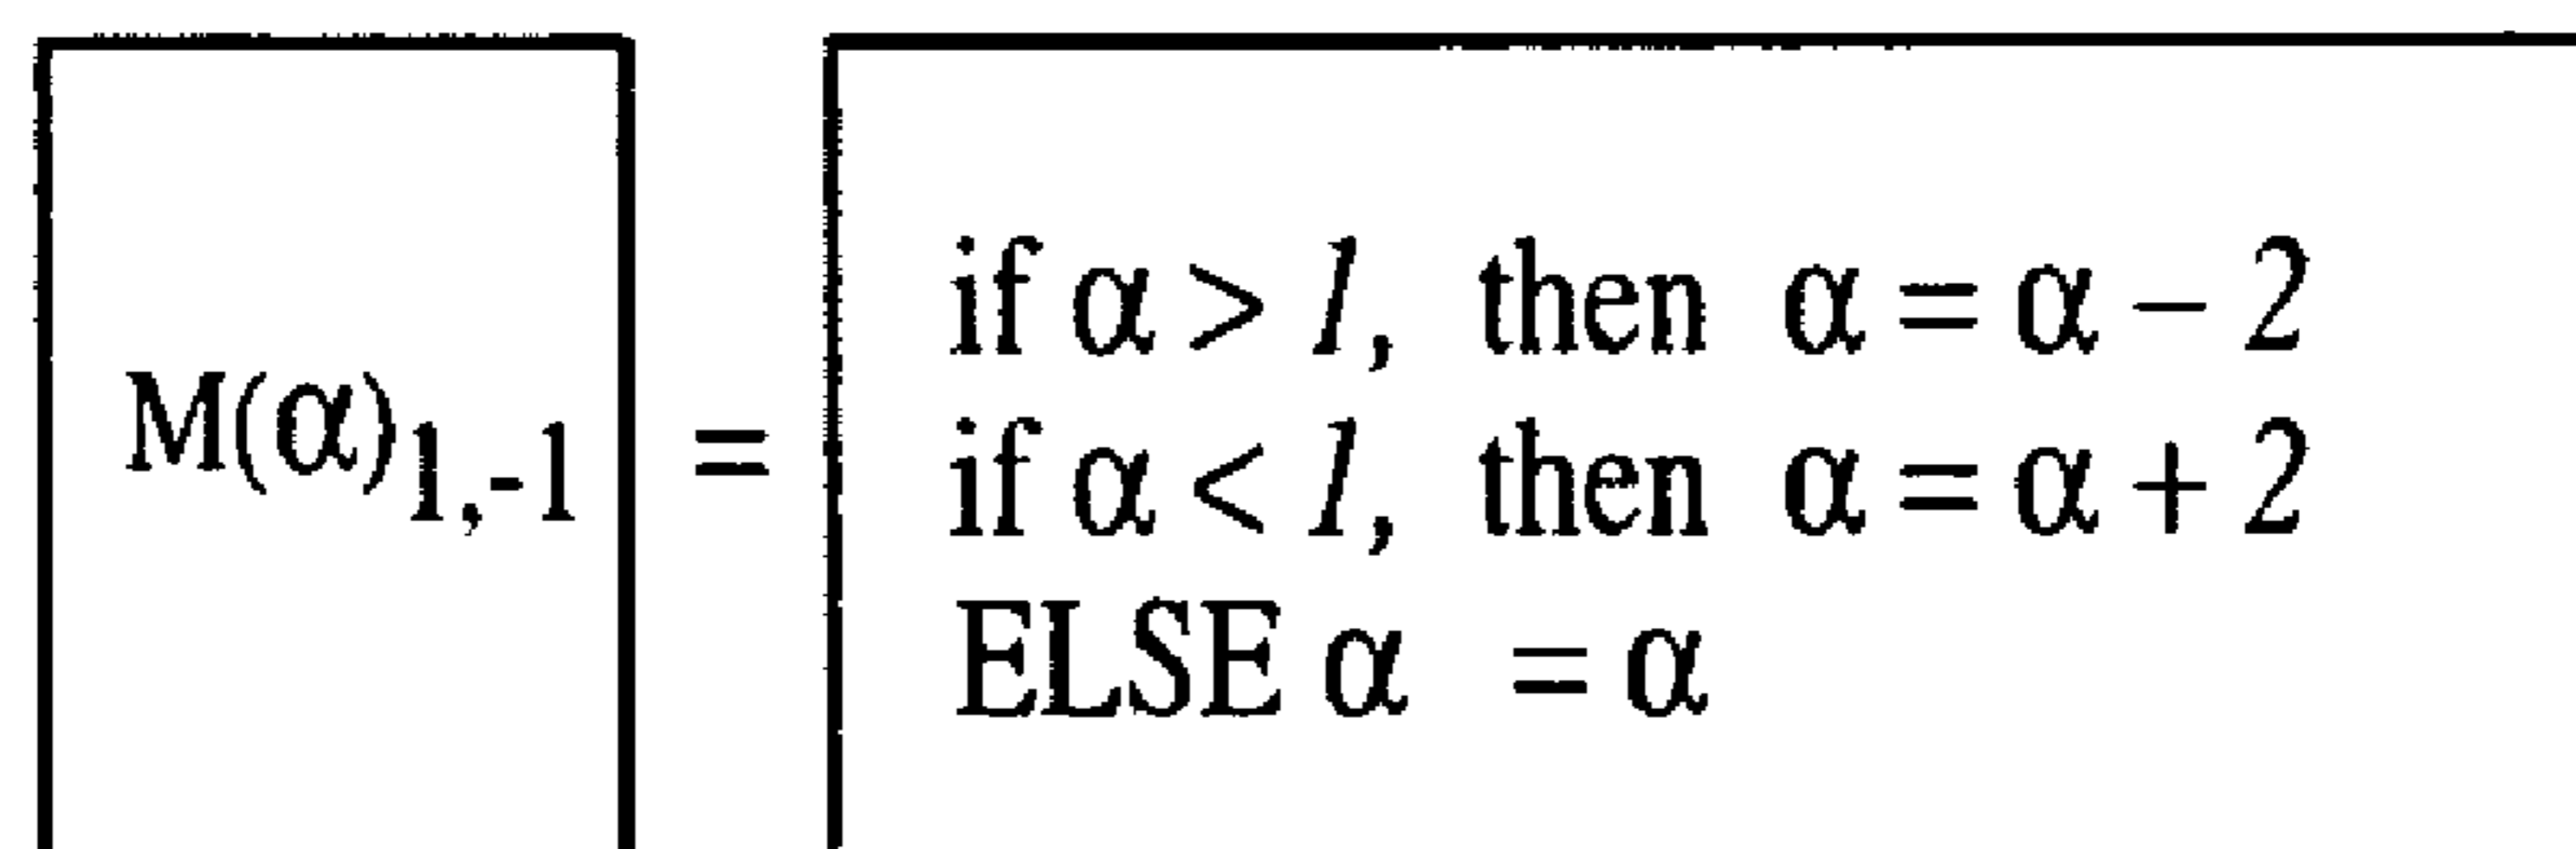 M(α)1,-1 =
if α > 1, then α = α − 2
if α < 1, then α = α + 2
ELSE α = α